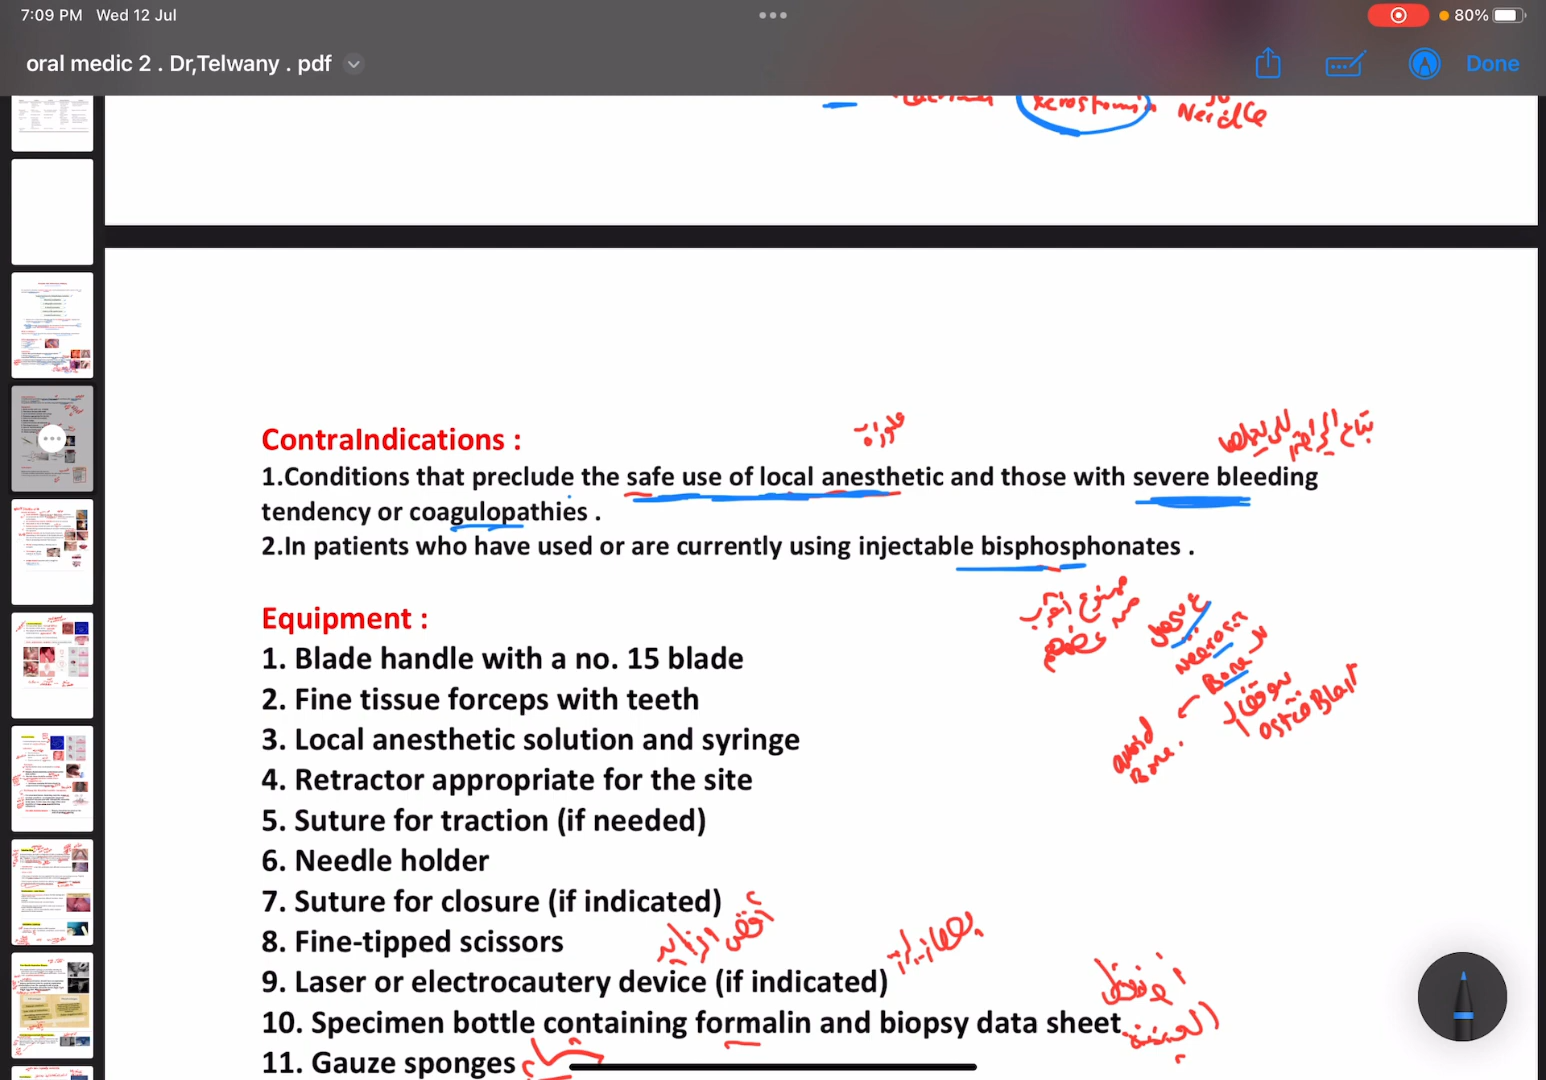 7:09 PM Wed 12 Jul
80%
oral medic 2 . Dr,Telwany . pdf
Done
xerostomia Needle
ContraIndications :
1.Conditions that preclude the safe use of local anesthetic and those with severe bleeding
tendency or coagulopathies .
2.In patients who have used or are currently using injectable bisphosphonates .
ممنوع أقرب
Necrosis
Bone
osteoBlast
avoid
Bone.
Equipment :
1. Blade handle with a no. 15 blade
2. Fine tissue forceps with teeth
3. Local anesthetic solution and syringe
4. Retractor appropriate for the site
5. Suture for traction (if needed)
6. Needle holder
7. Suture for closure (if indicated)
8. Fine-tipped scissors
9. Laser or electrocautery device (if indicated)
10. Specimen bottle containing formalin and biopsy data sheet
11. Gauze sponges